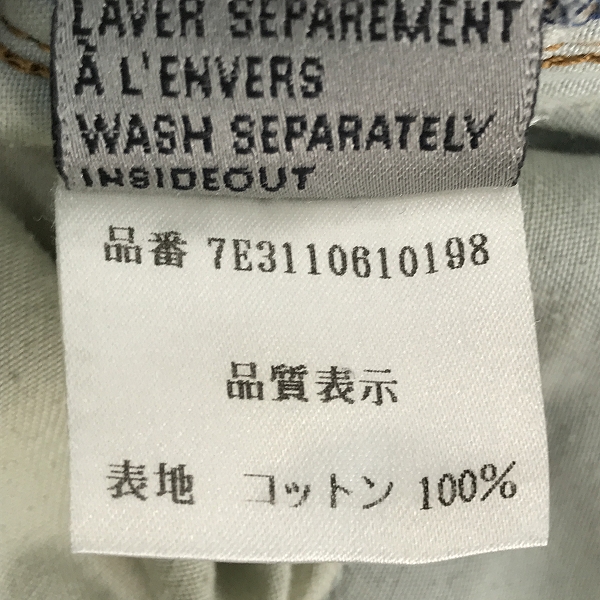 LAVER SEPAREMENT
À L'ENVERS
WASH SEPARATELY
INSIDEOUT
品番 7E3110610198
品質表示
表地 コットン 100%